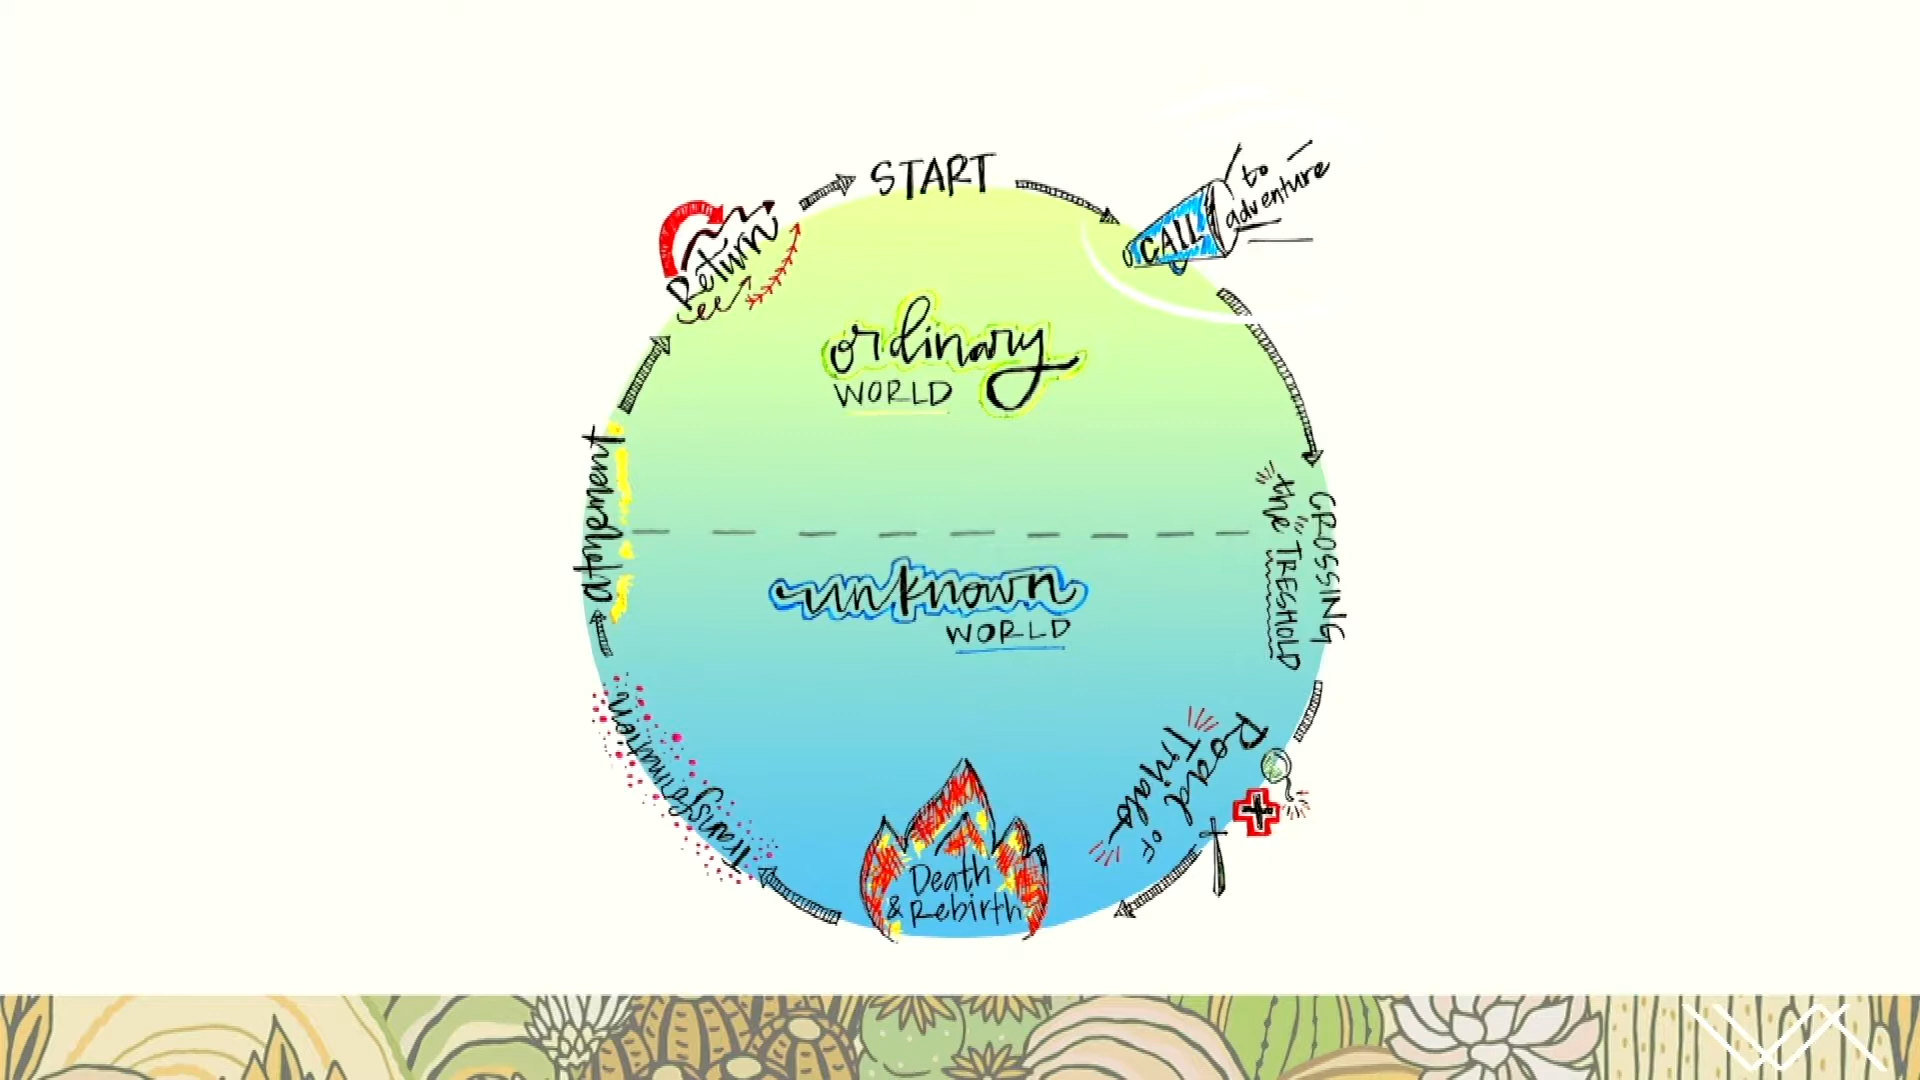 START
CALL
to
adventure
CROSSING
the TRESHOLD
Road of
Trials
Death
& Rebirth
Transformation
atonement
Return
ordinary
WORLD
unknown
WORLD